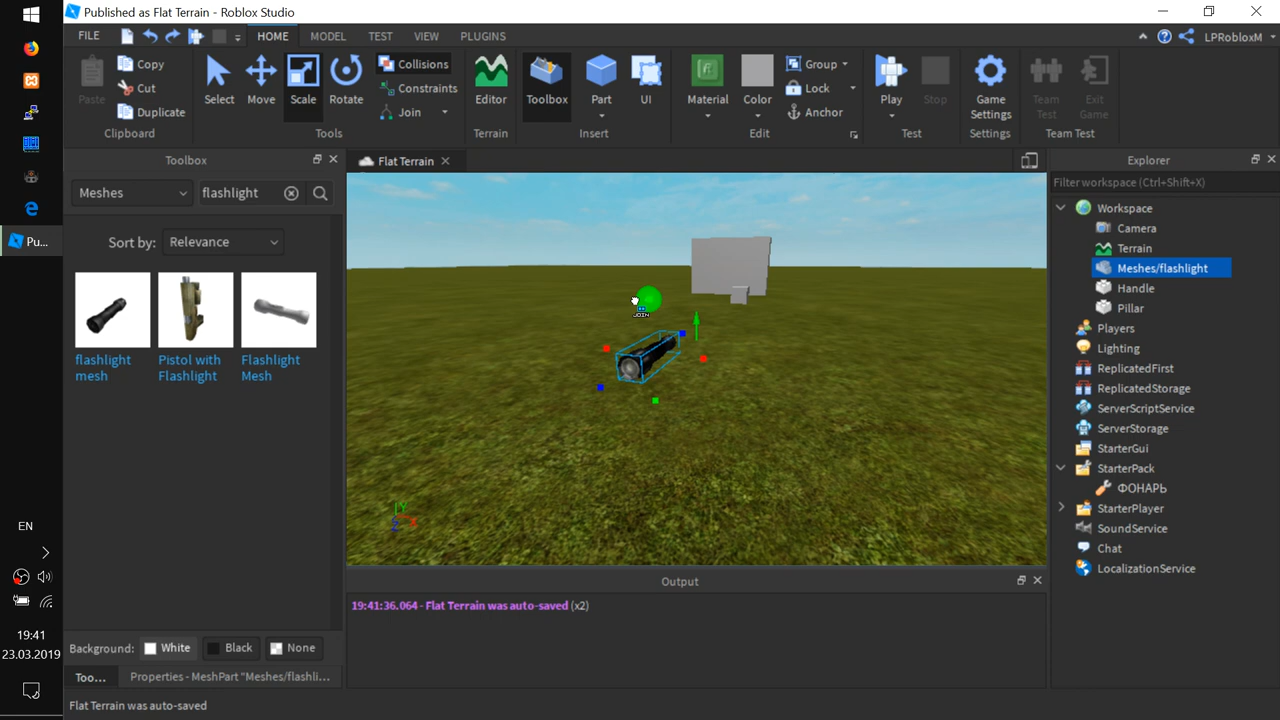 Published as Flat Terrain - Roblox Studio
FILE
HOME
MODEL
TEST
VIEW
PLUGINS
LPRobloxM
Paste
Copy
Cut
Duplicate
Clipboard
Select
Move
Scale
Rotate
Collisions
Constraints
Join
Tools
Editor
Terrain
Toolbox
Part
UI
Insert
Material
Color
Group
Lock
Anchor
Edit
Play
Stop
Test
Game
Settings
Settings
Team
Test
Exit
Game
Team Test
Toolbox
Meshes
flashlight
Sort by:
Relevance
flashlight
mesh
Pistol with
Flashlight
Flashlight
Mesh
Background:
White
Black
None
Too...
Properties - MeshPart "Meshes/flashli...
Flat Terrain was auto-saved
Flat Terrain
JOIN
Y
Z
X
Output
19:41:36.064 - Flat Terrain was auto-saved (x2)
Explorer
Filter workspace (Ctrl+Shift+X)
Workspace
Camera
Terrain
Meshes/flashlight
Handle
Pillar
Players
Lighting
ReplicatedFirst
ReplicatedStorage
ServerScriptService
ServerStorage
StarterGui
StarterPack
ФОНАРЬ
StarterPlayer
SoundService
Chat
LocalizationService
Pu...
EN
19:41
23.03.2019